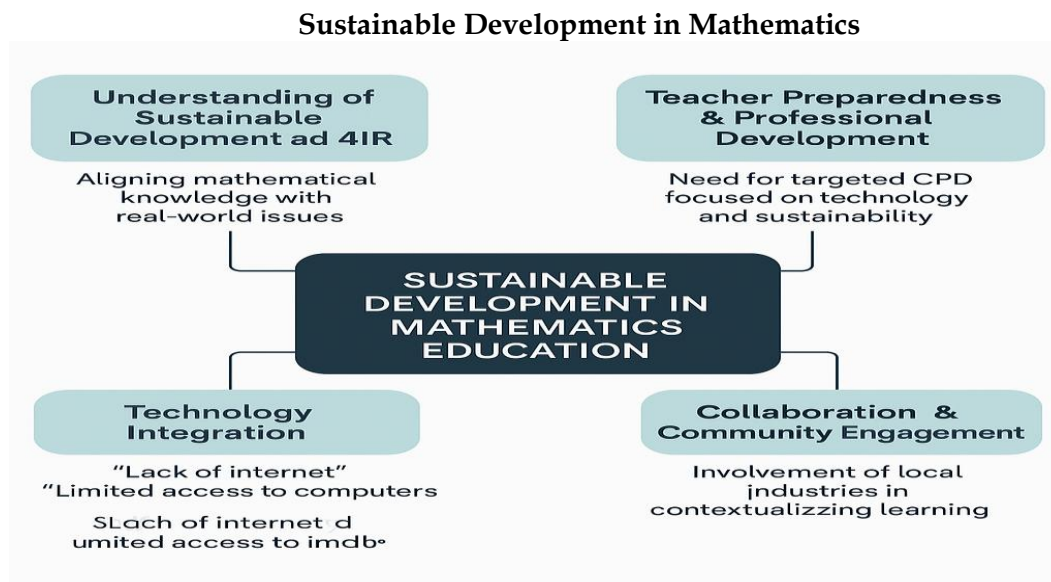 Sustainable Development in Mathematics
Understanding of
Sustainable
Development ad 4IR
Aligning mathematical
knowledge with
real-world issues
Teacher Preparedness
& Professional
Development
Need for targeted CPD
focused on technology
and sustainability
SUSTAINABLE
DEVELOPMENT IN
MATHEMATICS
EDUCATION
Technology
Integration
“Lack of internet”
“Limited access to computers
SLach of internet d
umited access to imdb
Collaboration &
Community Engagement
Involvement of local
industries in
contextualizzing learning